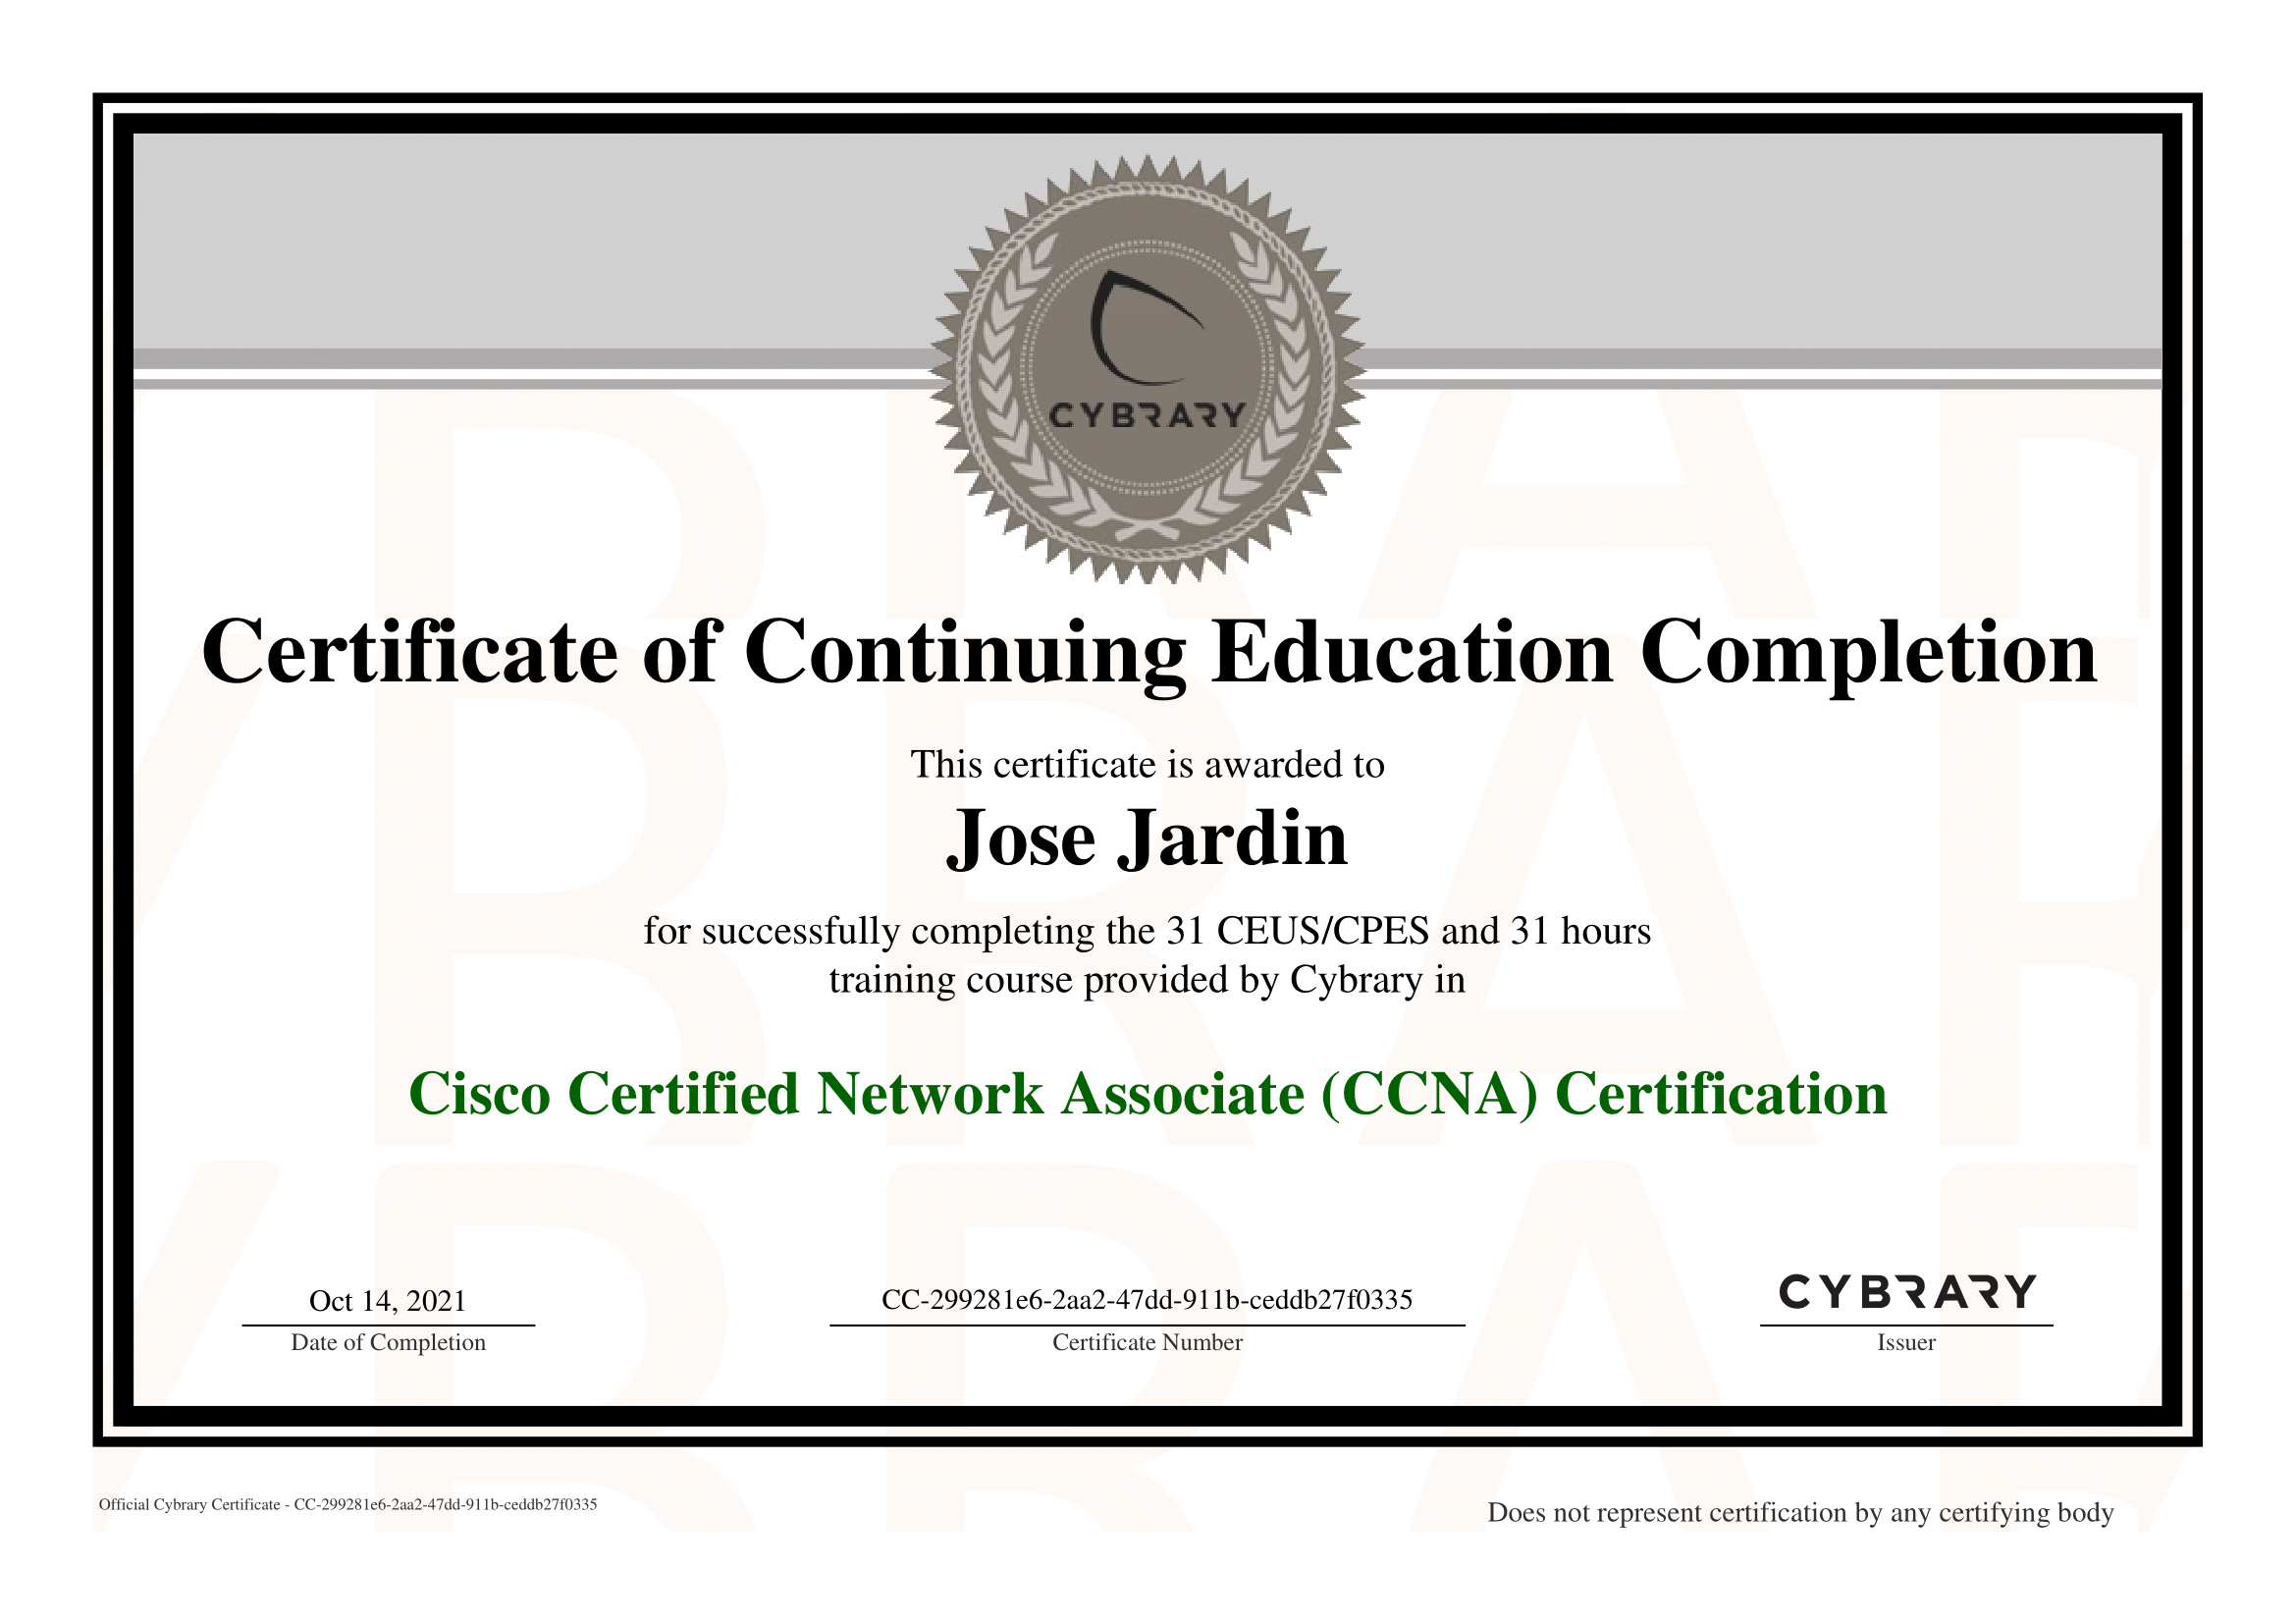 CYBRARY
Certificate of Continuing Education Completion
This certificate is awarded to
Jose Jardin
for successfully completing the 31 CEUS/CPES and 31 hours
training course provided by Cybrary in
Cisco Certified Network Associate (CCNA) Certification
Oct 14, 2021
Date of Completion
CC-299281e6-2aa2-47dd-911b-ceddb27f0335
Certificate Number
CYBRARY
Issuer
Official Cybrary Certificate - CC-299281e6-2aa2-47dd-911b-ceddb27f0335
Does not represent certification by any certifying body